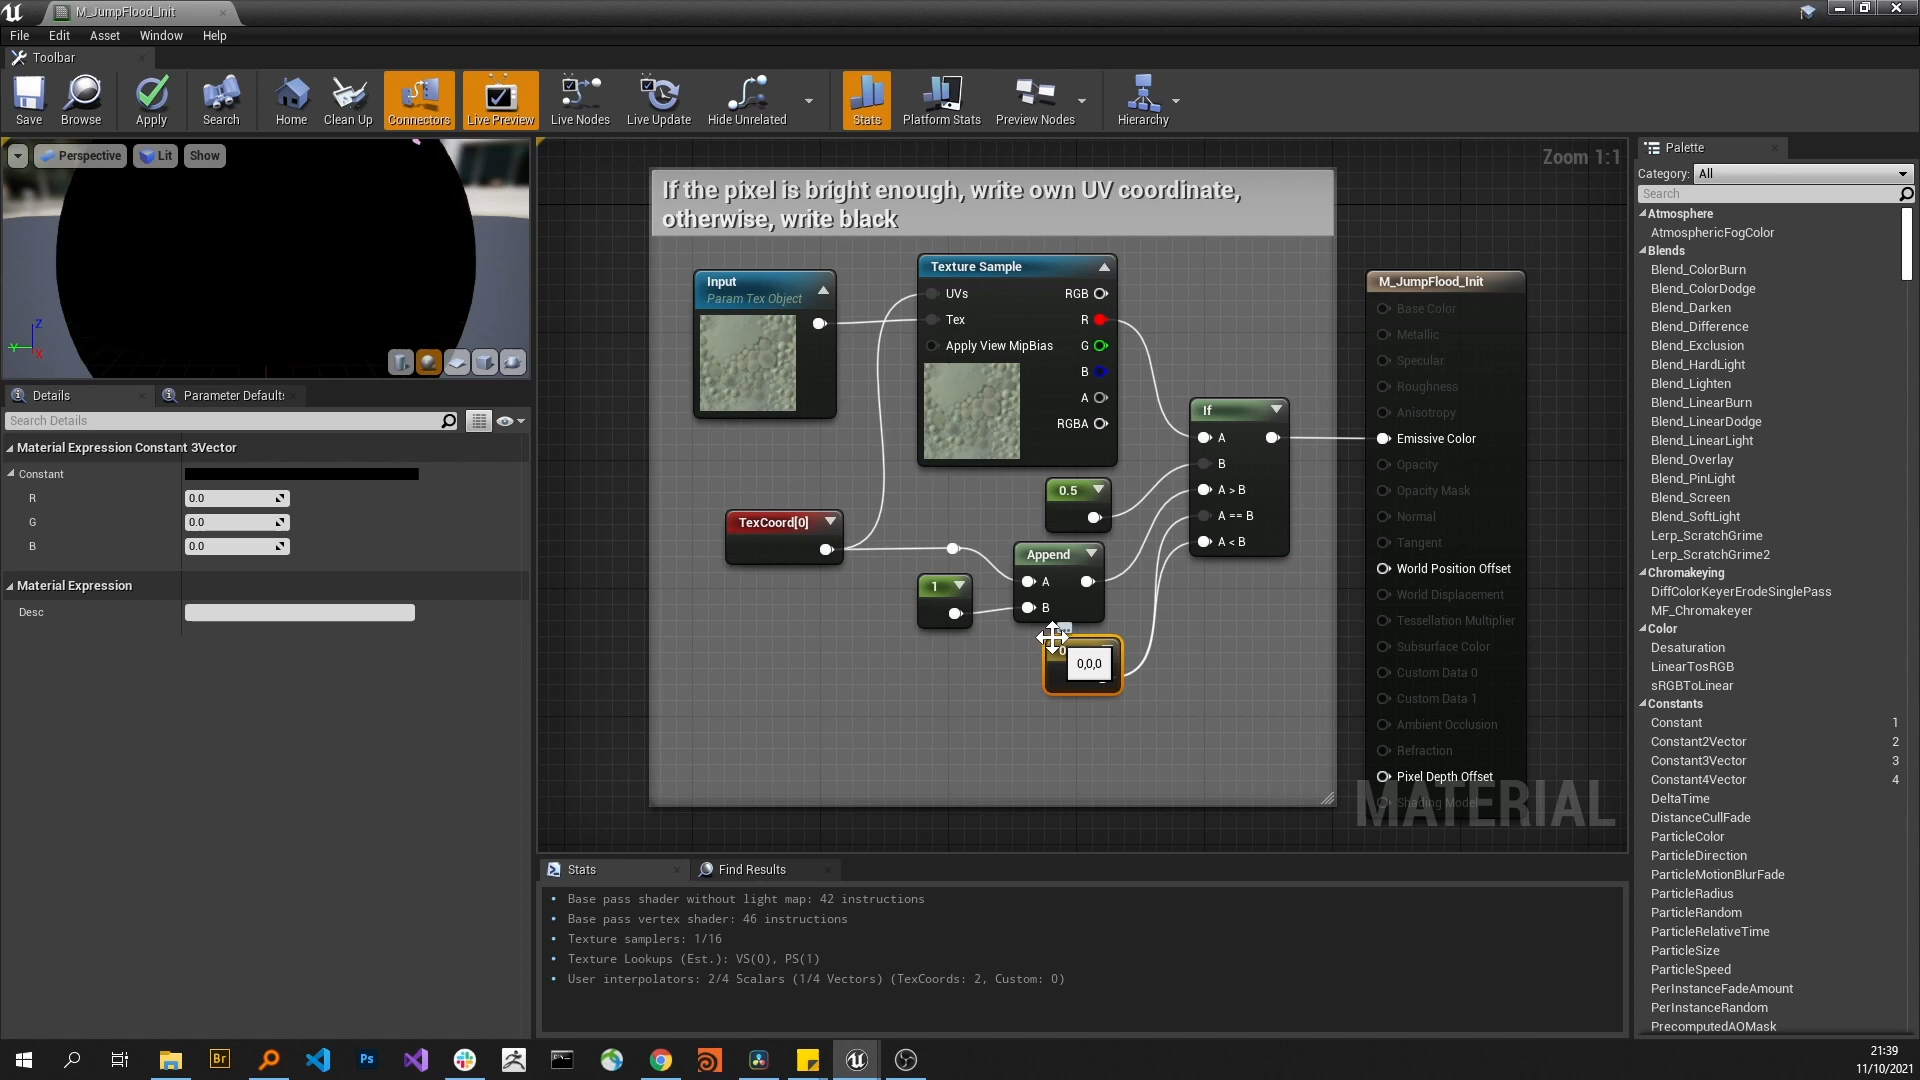 M_JumpFlood_Init
File Edit Asset Window Help
Toolbar
Save Browse Apply Search Home Clean Up Connectors Live Preview Live Nodes Live Update Hide Unrelated Stats Platform Stats Preview Nodes Hierarchy
Perspective Lit Show
Z
Y
X
Details Parameter Defaults
Search Details
Material Expression Constant 3Vector
Constant
R 0.0
G 0.0
B 0.0
Material Expression
Desc
Zoom 1:1
If the pixel is bright enough, write own UV coordinate,
otherwise, write black
Input
Param Tex Object
Texture Sample
UVs RGB
Tex R
Apply View MipBias G
B
A
RGBA
0.5
TexCoord[0]
1
Append
A
B
0
0,0,0
If
A
B
A > B
A == B
A < B
M_JumpFlood_Init
Base Color
Metallic
Specular
Roughness
Anisotropy
Emissive Color
Opacity
Opacity Mask
Normal
Tangent
World Position Offset
World Displacement
Tessellation Multiplier
Subsurface Color
Custom Data 0
Custom Data 1
Ambient Occlusion
Refraction
Pixel Depth Offset
Shading Model
MATERIAL
Stats Find Results
Base pass shader without light map: 42 instructions
Base pass vertex shader: 46 instructions
Texture samplers: 1/16
Texture Lookups (Est.): VS(0), PS(1)
User interpolators: 2/4 Scalars (1/4 Vectors) (TexCoords: 2, Custom: 0)
Palette
Category: All
Search
Atmosphere
AtmosphericFogColor
Blends
Blend_ColorBurn
Blend_ColorDodge
Blend_Darken
Blend_Difference
Blend_Exclusion
Blend_HardLight
Blend_Lighten
Blend_LinearBurn
Blend_LinearDodge
Blend_LinearLight
Blend_Overlay
Blend_PinLight
Blend_Screen
Blend_SoftLight
Lerp_ScratchGrime
Lerp_ScratchGrime2
Chromakeying
DiffColorKeyerErodeSinglePass
MF_Chromakeyer
Color
Desaturation
LinearTosRGB
sRGBToLinear
Constants
Constant 1
Constant2Vector 2
Constant3Vector 3
Constant4Vector 4
DeltaTime
DistanceCullFade
ParticleColor
ParticleDirection
ParticleMotionBlurFade
ParticleRadius
ParticleRandom
ParticleRelativeTime
ParticleSize
ParticleSpeed
PerInstanceFadeAmount
PerInstanceRandom
PrecomputedAOMask
Br
Ps
21:39
11/10/2021